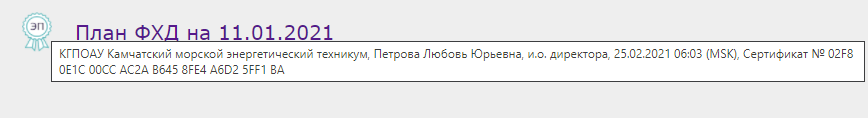 ЭП
План ФХД на 11.01.2021
КГПОАУ Камчатский морской энергетический техникум, Петрова Любовь Юрьевна, и.о. директора, 25.02.2021 06:03 (MSK), Сертификат № 02F8
0E1C 00CC AC2A B645 8FE4 A6D2 5FF1 BA